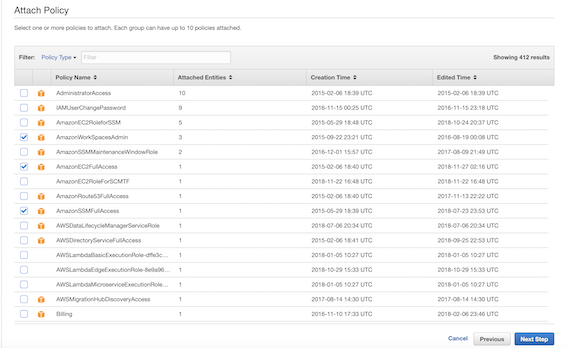 Attach Policy
Select one or more policies to attach. Each group can have up to 10 policies attached.
Filter: Policy Type Filter Showing 412 results
Policy Name Attached Entities Creation Time Edited Time
AdministratorAccess 10 2015-02-06 18:39 UTC 2015-02-06 18:39 UTC
IAMUserChangePassword 9 2016-11-15 00:25 UTC 2016-11-15 23:18 UTC
AmazonEC2RoleforSSM 5 2015-05-29 18:48 UTC 2018-10-24 20:37 UTC
AmazonWorkSpacesAdmin 3 2015-09-22 23:21 UTC 2016-08-19 00:08 UTC
AmazonSSMMaintenanceWindowRole 2 2016-12-01 15:57 UTC 2017-08-09 21:49 UTC
AmazonEC2FullAccess 1 2015-02-06 18:40 UTC 2018-11-27 02:16 UTC
AmazonEC2RoleForSCMTF 1 2018-11-22 16:48 UTC 2018-11-22 16:48 UTC
AmazonRoute53FullAccess 1 2015-02-06 18:40 UTC 2017-11-13 22:22 UTC
AmazonSSMFullAccess 1 2015-05-29 18:39 UTC 2018-07-23 23:53 UTC
AWSDataLifecycleManagerServiceRole 1 2018-07-06 20:34 UTC 2018-07-06 20:34 UTC
AWSDirectoryServiceFullAccess 1 2015-02-06 18:41 UTC 2018-09-25 22:53 UTC
AWSLambdaBasicExecutionRole-dffe3c... 1 2018-01-05 10:27 UTC 2018-01-05 10:27 UTC
AWSLambdaEdgeExecutionRole-8e9a96... 1 2018-10-29 15:33 UTC 2018-10-29 15:33 UTC
AWSLambdaMicroserviceExecutionRole... 1 2018-01-05 10:27 UTC 2018-01-05 10:27 UTC
AWSMigrationHubDiscoveryAccess 1 2017-08-14 14:30 UTC 2017-08-14 14:30 UTC
Billing 1 2016-11-10 17:33 UTC 2018-02-06 23:46 UTC
Cancel Previous Next Step